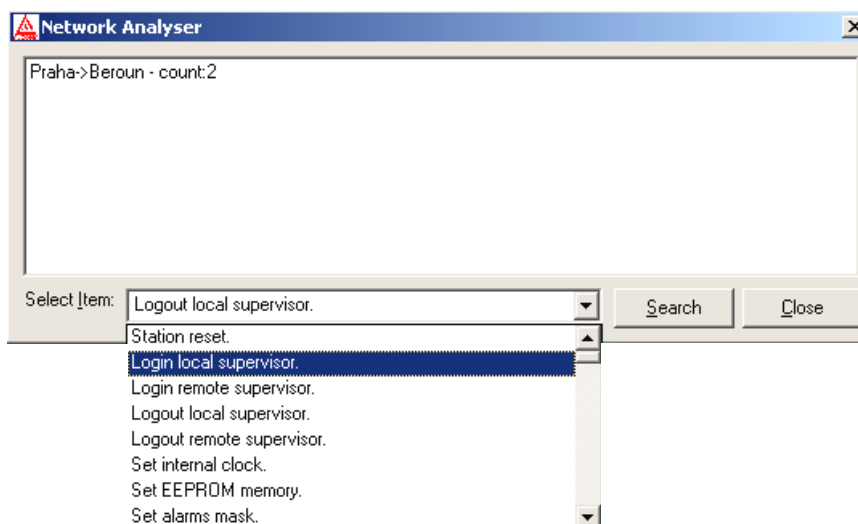 Network Analyser
Praha->Beroun - count:2
Select Item: Logout local supervisor. Search Close
Station reset.
Login local supervisor.
Login remote supervisor.
Logout local supervisor.
Logout remote supervisor.
Set internal clock.
Set EEPROM memory.
Set alarms mask.